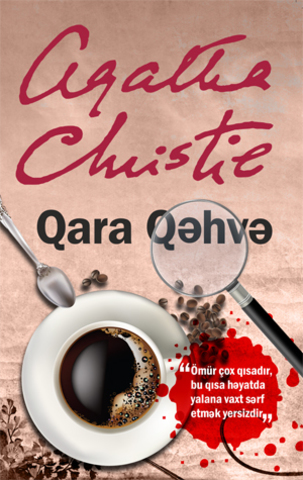 Agatha
Christie
Qara Qəhvə
“Ömür çox qısadır,
bu qısa həyatda
yalana vaxt sərf
etmək yersizdir„